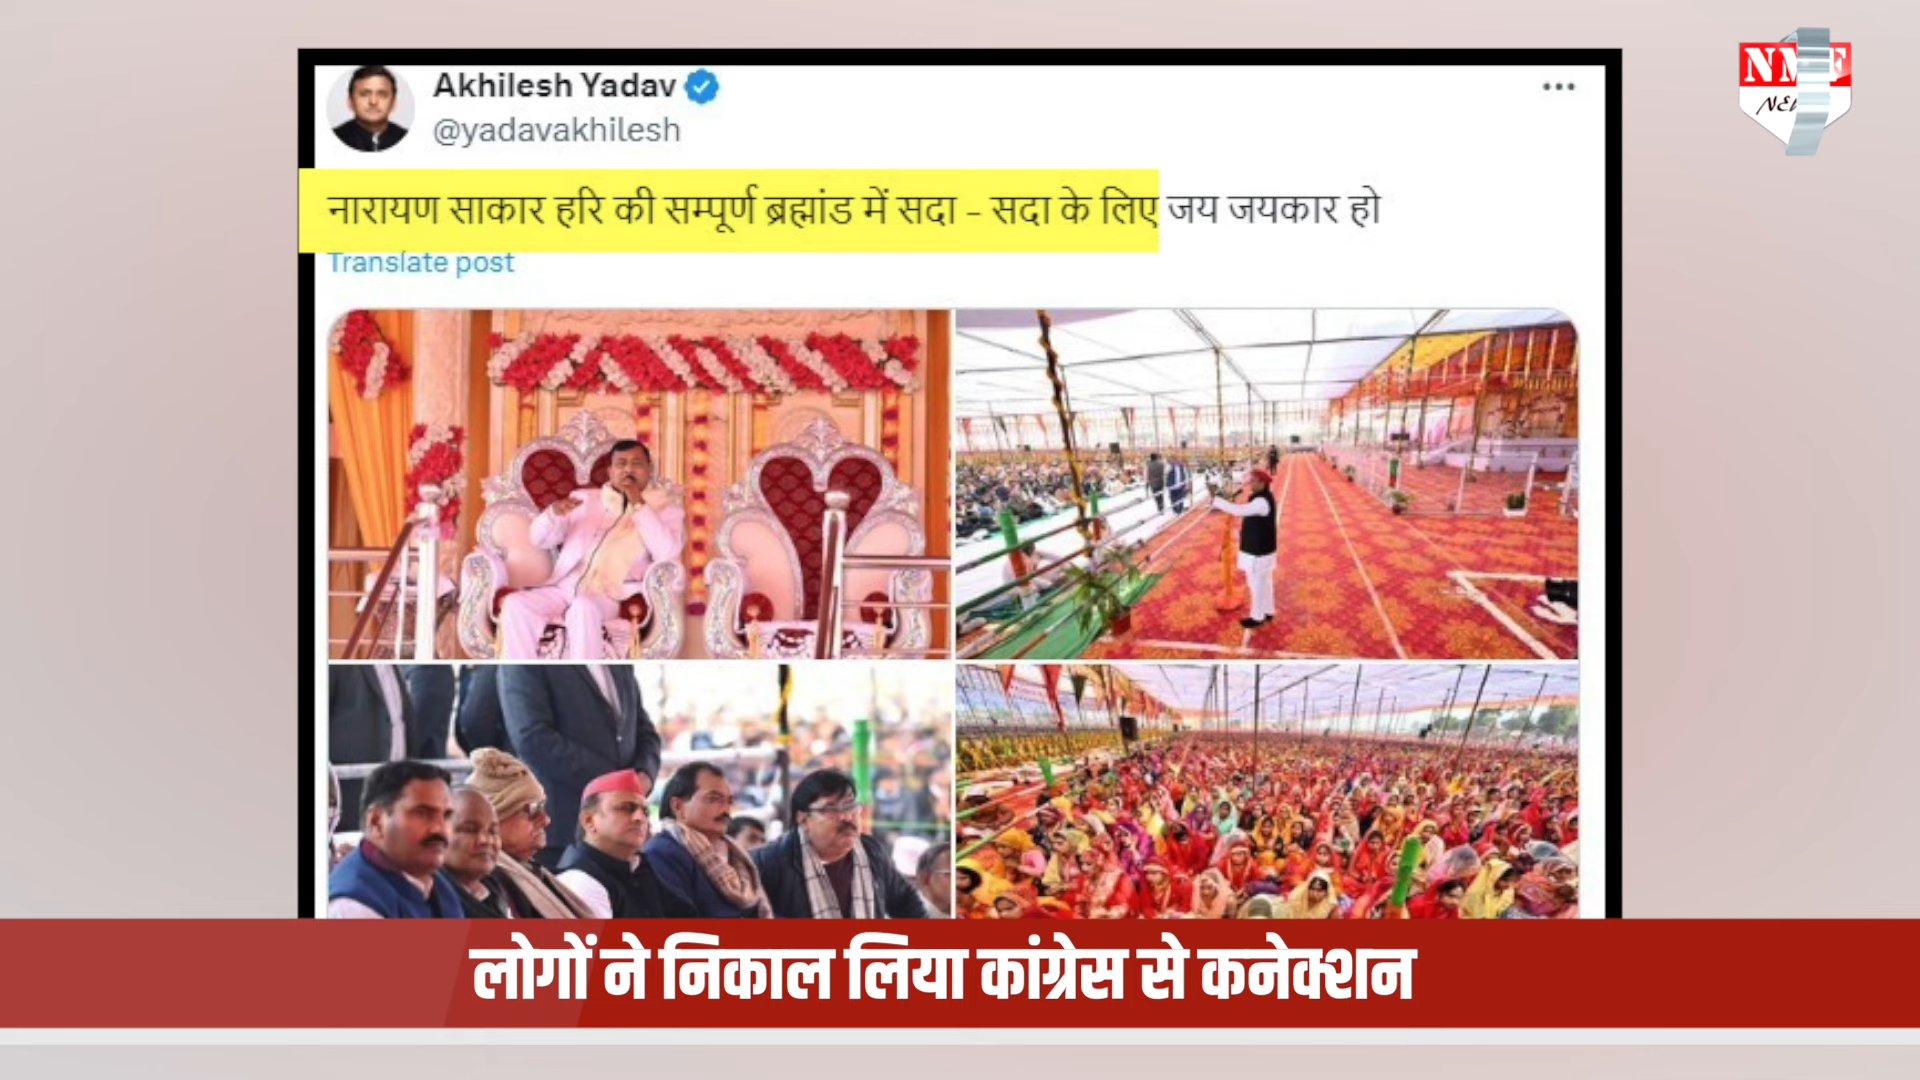 Akhilesh Yadav
@yadavakhilesh
नारायण साकार हरि की सम्पूर्ण ब्रह्मांड में सदा - सदा के लिए जय जयकार हो
Translate post
लोगों ने निकाल लिया कांग्रेस से कनेक्शन